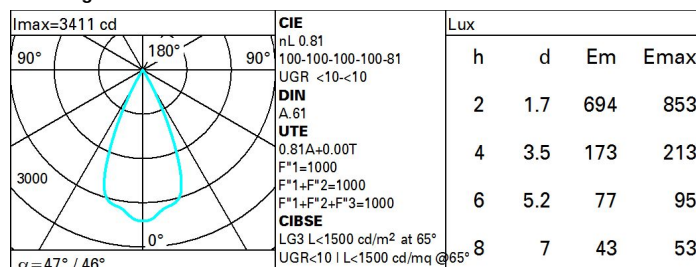 Imax=3411 cd
90°
180°
90°
3000
0°
α=47° / 46°
CIE
nL 0.81
100-100-100-100-81
UGR <10-<10
DIN
A.61
UTE
0.81A+0.00T
F"1=1000
F"1+F"2=1000
F"1+F"2+F"3=1000
CIBSE
LG3 L<1500 cd/m² at 65°
UGR<10 | L<1500 cd/mq @65°
Lux
h d Em Emax
2 1.7 694 853
4 3.5 173 213
6 5.2 77 95
8 7 43 53